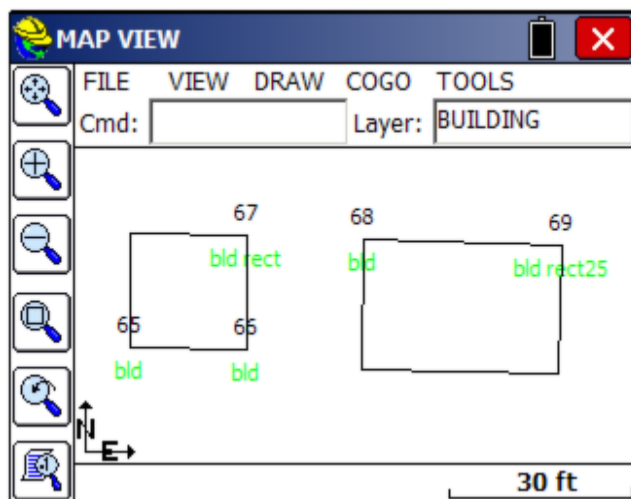 MAP VIEW
FILE VIEW DRAW COGO TOOLS
Cmd: Layer: BUILDING
67 68 69
bld rect bld bld rect25
65 66
bld bld
N
E
30 ft